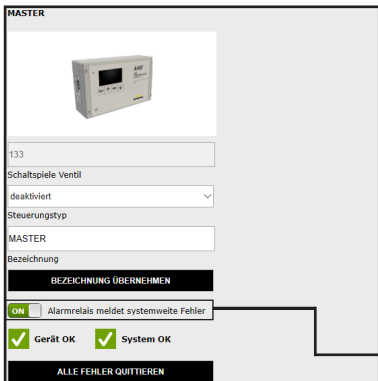 MASTER
133
Schaltspiele Ventil
deaktiviert
Steuerungstyp
MASTER
Bezeichnung
BEZEICHNUNG ÜBERNEHMEN
ON Alarmrelais meldet systemweite Fehler
Gerät OK System OK
ALLE FEHLER QUITTIEREN